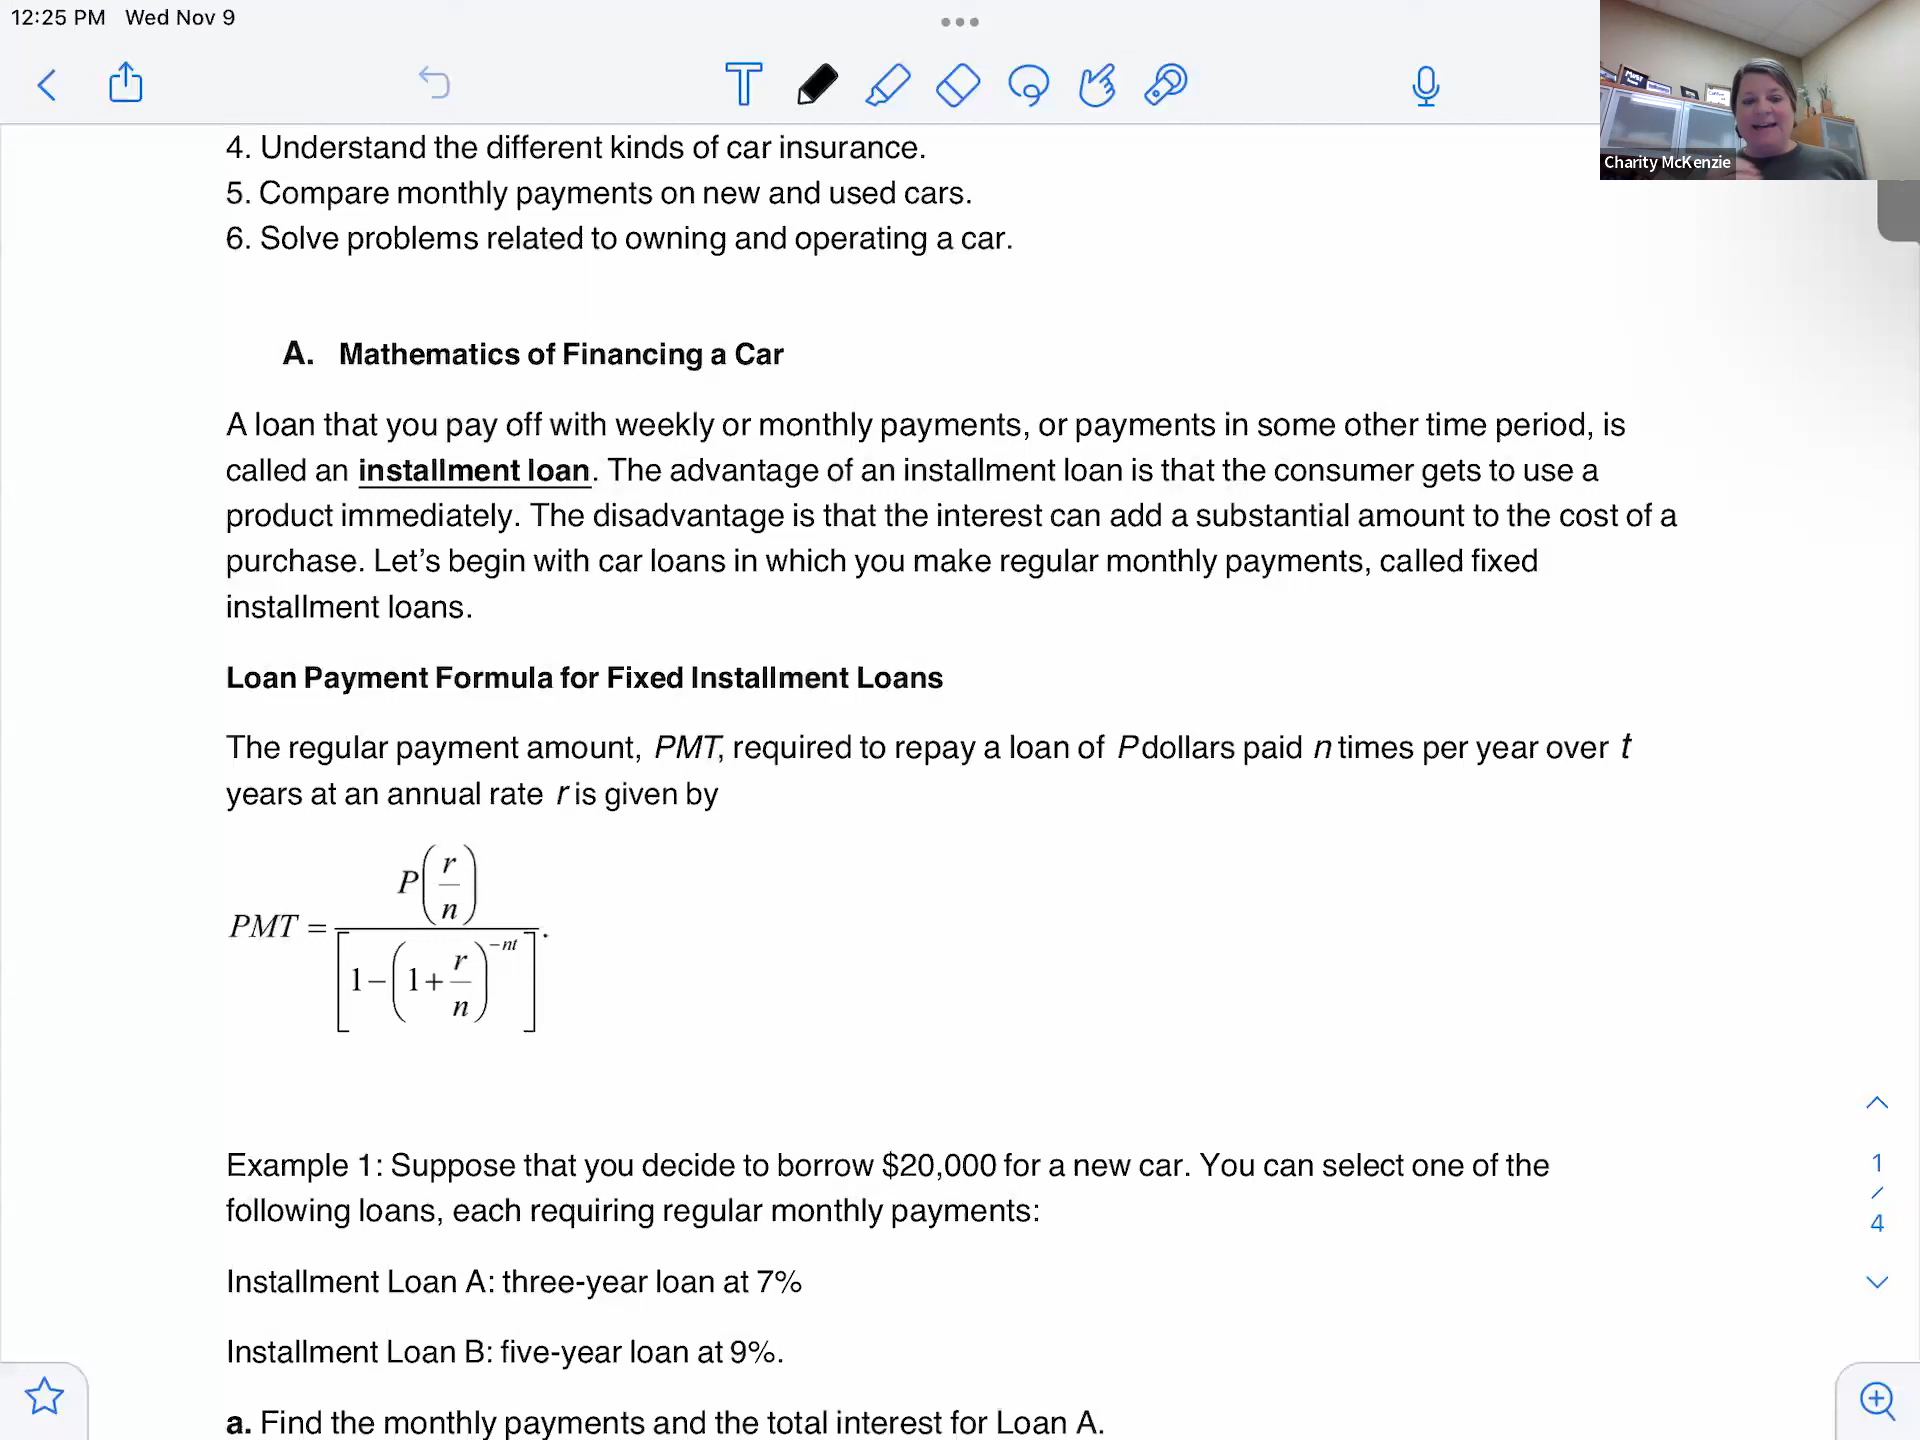 12:25 PM Wed Nov 9
Charity McKenzie
4. Understand the different kinds of car insurance.
5. Compare monthly payments on new and used cars.
6. Solve problems related to owning and operating a car.
A. Mathematics of Financing a Car
A loan that you pay off with weekly or monthly payments, or payments in some other time period, is
called an installment loan. The advantage of an installment loan is that the consumer gets to use a
product immediately. The disadvantage is that the interest can add a substantial amount to the cost of a
purchase. Let’s begin with car loans in which you make regular monthly payments, called fixed
installment loans.
Loan Payment Formula for Fixed Installment Loans
The regular payment amount, PMT, required to repay a loan of P dollars paid n times per year over t
years at an annual rate r is given by
PMT = P(r/n) / [1−(1+r/n)^−nt].
Example 1: Suppose that you decide to borrow $20,000 for a new car. You can select one of the
following loans, each requiring regular monthly payments:
Installment Loan A: three-year loan at 7%
Installment Loan B: five-year loan at 9%.
a. Find the monthly payments and the total interest for Loan A.
1
/
4